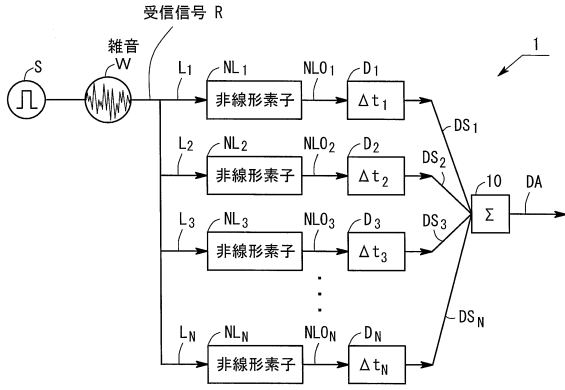 受信信号 R
1
雑音
W
S
L1 NL1 NLO1 D1
非線形素子 Δt1
DS1
L2 NL2 NLO2 D2
非線形素子 Δt2
DS2
10
DA
Σ
L3 NL3 NLO3 D3
非線形素子 Δt3
DS3
LN NLN NLON DN
非線形素子 ΔtN
DSN